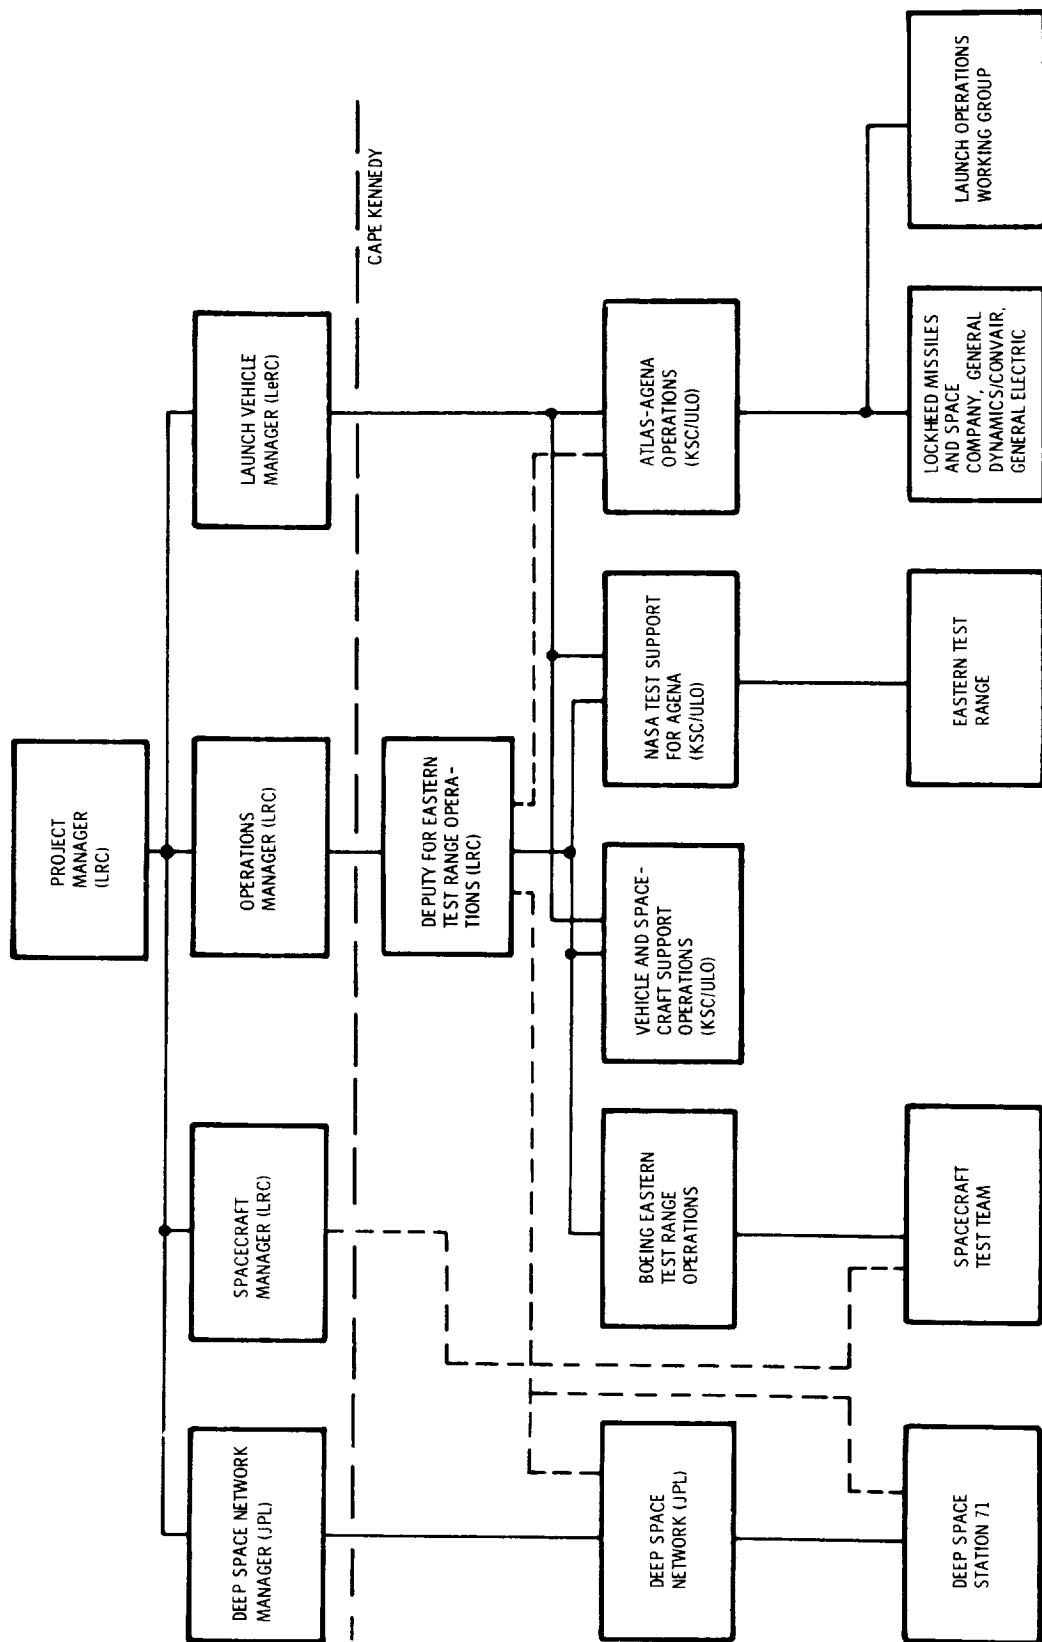 PROJECT
MANAGER
(LRC)
DEEP SPACE NETWORK
MANAGER (JPL)
SPACECRAFT
MANAGER (LRC)
OPERATIONS
MANAGER (LRC)
LAUNCH VEHICLE
MANAGER (LeRC)
CAPE KENNEDY
DEPUTY FOR EASTERN
TEST RANGE OPERA-
TIONS (LRC)
DEEP SPACE
NETWORK (JPL)
BOEING EASTERN
TEST RANGE
OPERATIONS
VEHICLE AND SPACE-
CRAFT SUPPORT
OPERATIONS
(KSC/ULO)
NASA TEST SUPPORT
FOR AGENA
(KSC/ULO)
ATLAS-AGENA
OPERATIONS
(KSC/ULO)
DEEP SPACE
STATION 71
SPACECRAFT
TEST TEAM
EASTERN TEST
RANGE
LOCKHEED MISSILES
AND SPACE
COMPANY, GENERAL
DYNAMICS/CONVAIR,
GENERAL ELECTRIC
LAUNCH OPERATIONS
WORKING GROUP